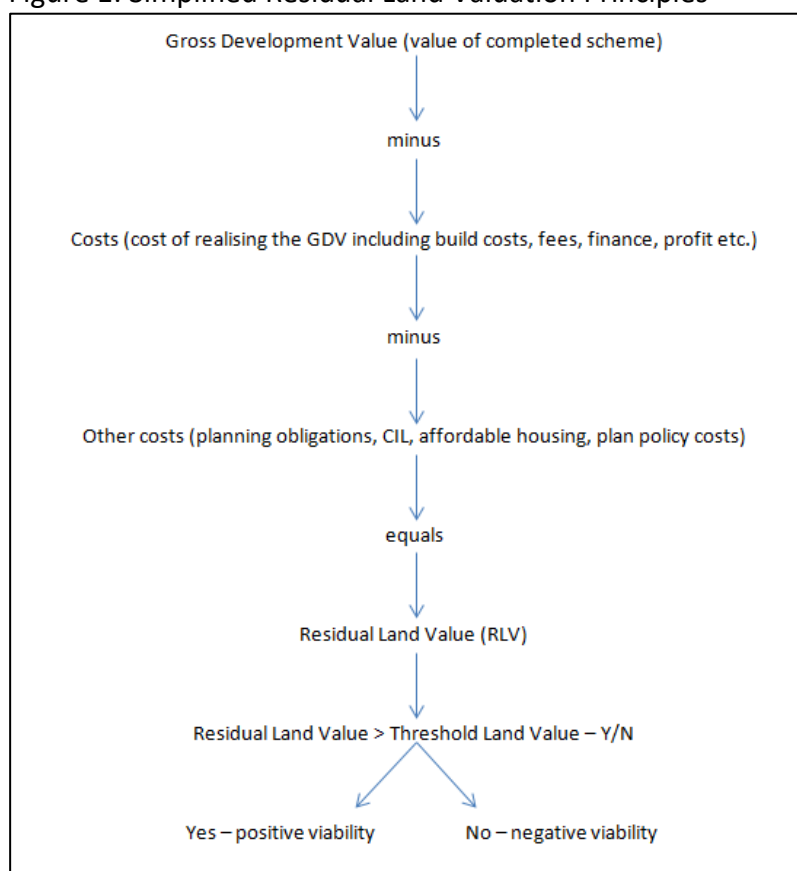 Figure 1: Simplified Residual Land Valuation Principles
Gross Development Value (value of completed scheme)
minus
Costs (cost of realising the GDV including build costs, fees, finance, profit etc.)
minus
Other costs (planning obligations, CIL, affordable housing, plan policy costs)
equals
Residual Land Value (RLV)
Residual Land Value > Threshold Land Value – Y/N
Yes – positive viability
No – negative viability